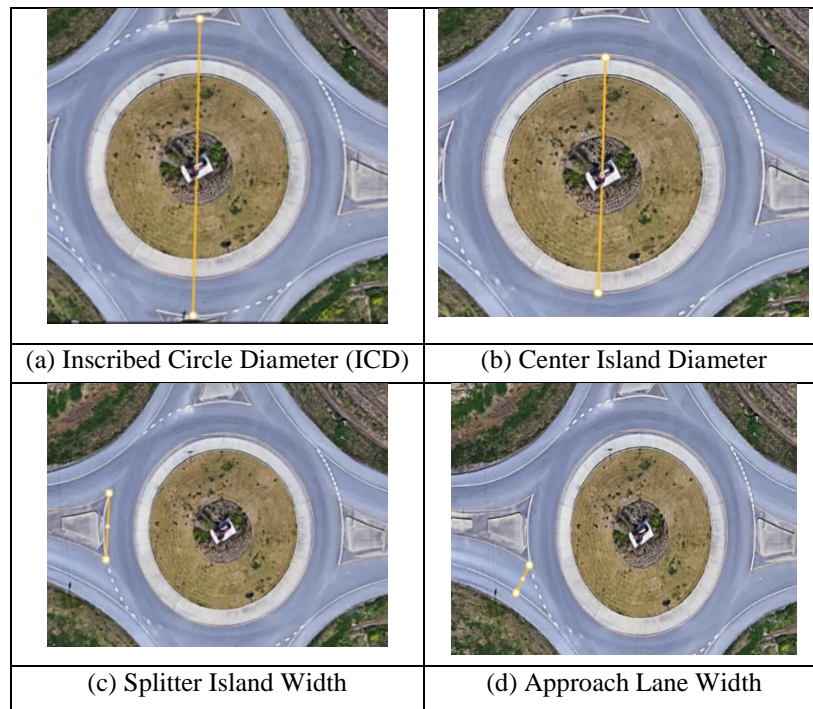 (a) Inscribed Circle Diameter (ICD)
(b) Center Island Diameter
(c) Splitter Island Width
(d) Approach Lane Width